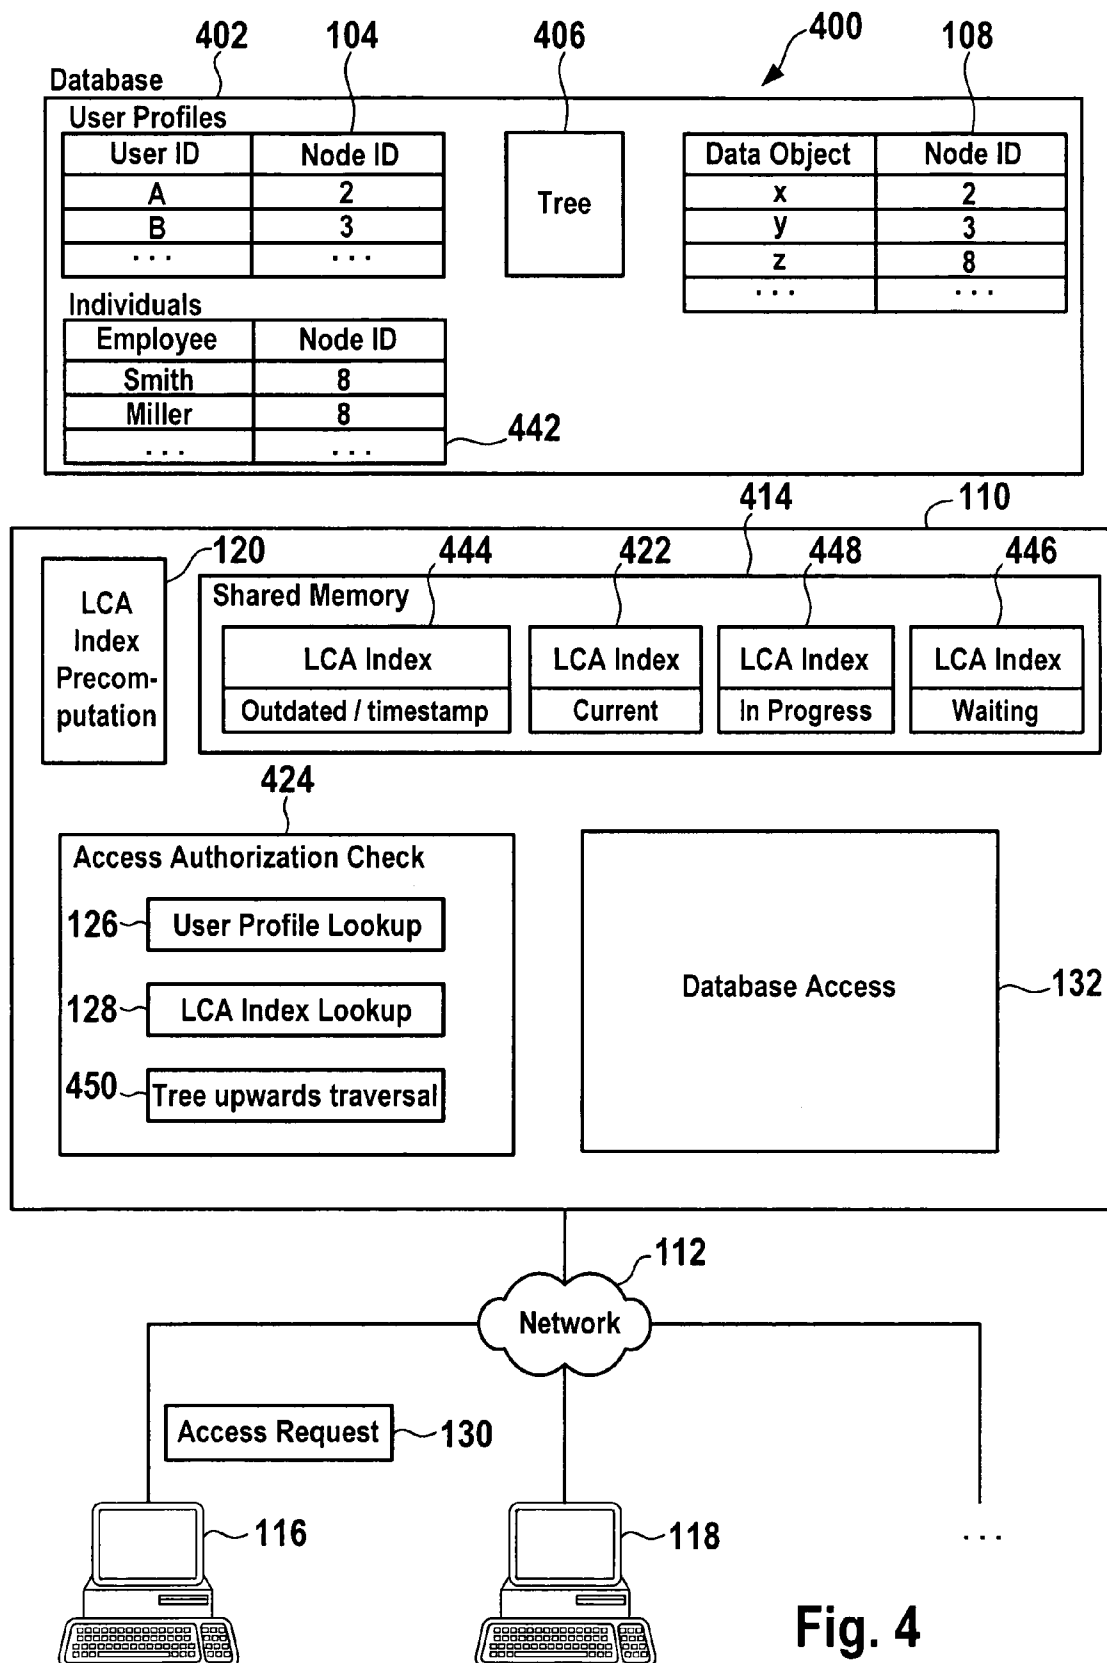 402 104 406 400 108
Database
User Profiles
User ID Node ID
A 2
B 3
. . . . . .
Tree
Data Object Node ID
x 2
y 3
z 8
. . . . . .
Individuals
Employee Node ID
Smith 8
Miller 8
. . . . . .
442
414 110
120 444 422 448 446
LCA
Index
Precom-
putation
Shared Memory
LCA Index LCA Index LCA Index LCA Index
Outdated / timestamp Current In Progress Waiting
424
Access Authorization Check
126 User Profile Lookup
128 LCA Index Lookup
450 Tree upwards traversal
Database Access 132
112
Network
Access Request 130
116 118 . . .
Fig. 4